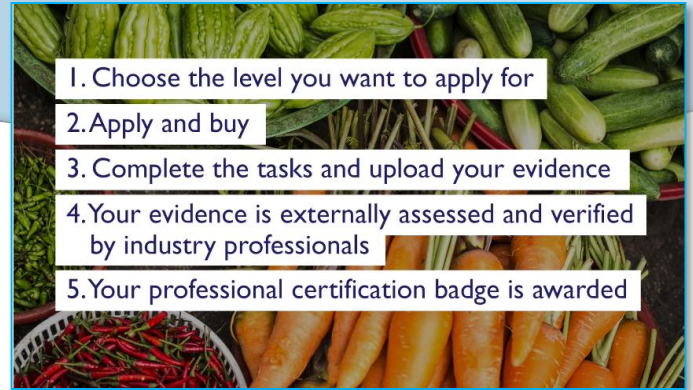 1. Choose the level you want to apply for
2. Apply and buy
3. Complete the tasks and upload your evidence
4. Your evidence is externally assessed and verified
by industry professionals
5. Your professional certification badge is awarded